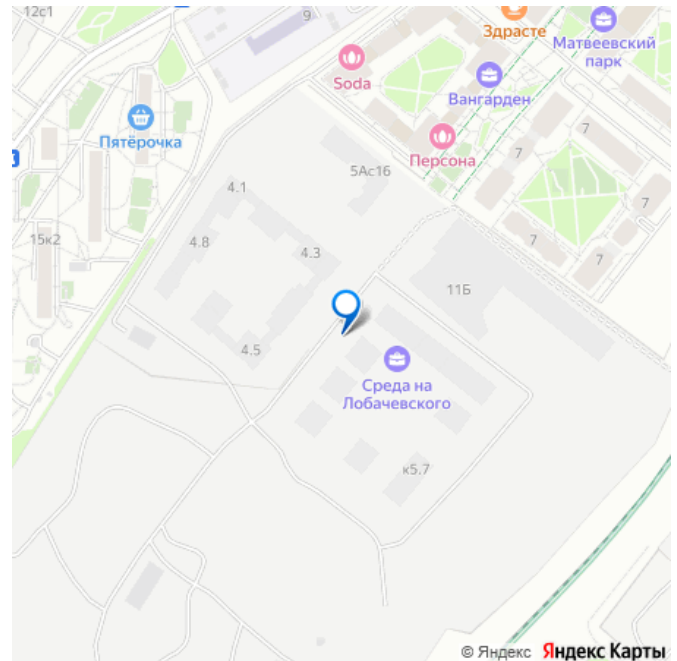 12с1
9
Здрасте
Матвеевский
парк
Soda
Вангарден
Пятёрочка
Персона
7
5Ас16
4.1
7
15к2
4.8
4.3
7
7
11Б
4.5
Среда на
Лобачевского
к5.7
© Яндекс Яндекс Карты